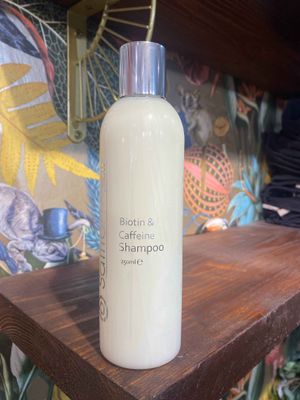 Biotin &
Caffeine
Shampoo
250ml ℮